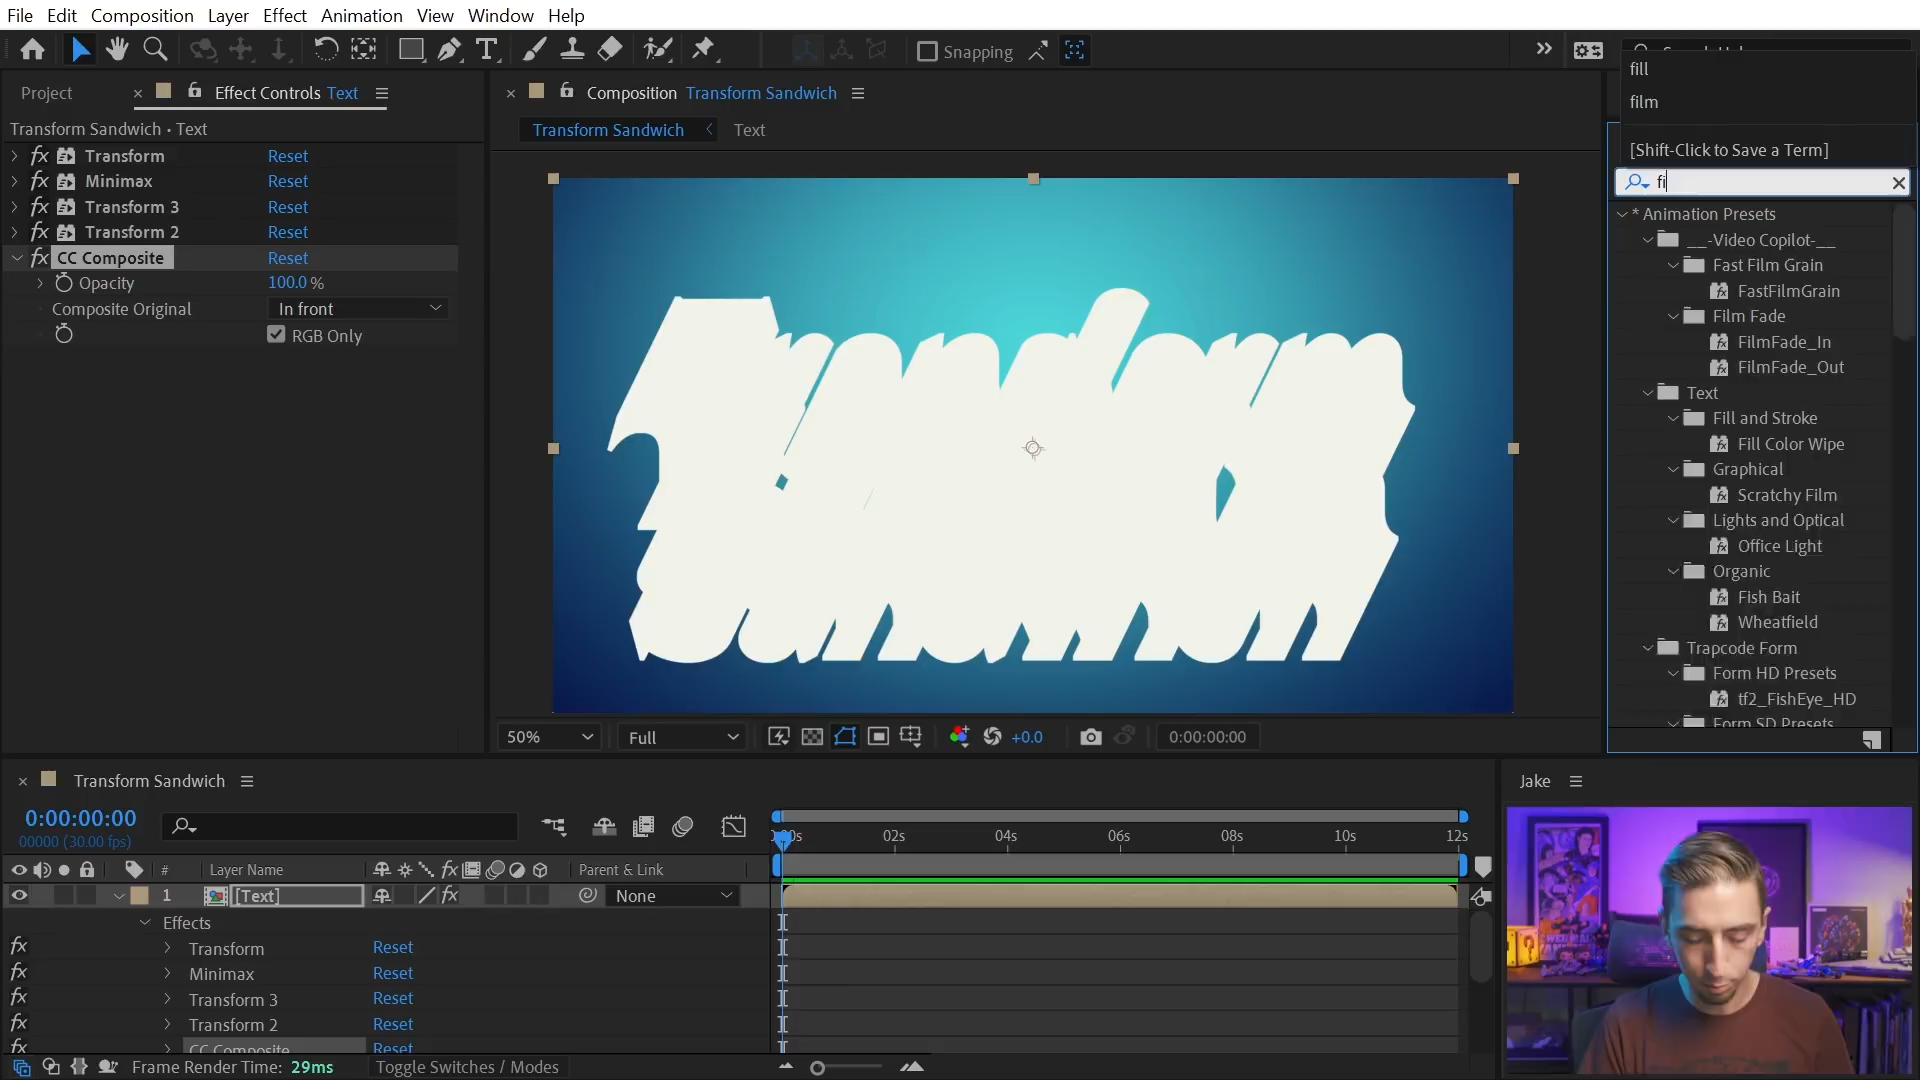 File Edit Composition Layer Effect Animation View Window Help
Snapping
fill
film
[Shift-Click to Save a Term]
fi
Project
Effect Controls Text
Composition Transform Sandwich
Transform Sandwich • Text
Transform Sandwich
Text
Transform Reset
Minimax Reset
Transform 3 Reset
Transform 2 Reset
CC Composite Reset
Opacity 100.0 %
Composite Original In front
RGB Only
* Animation Presets
__-Video Copilot-__
Fast Film Grain
FastFilmGrain
Film Fade
FilmFade_In
FilmFade_Out
Text
Fill and Stroke
Fill Color Wipe
Graphical
Scratchy Film
Lights and Optical
Office Light
Organic
Fish Bait
Wheatfield
Trapcode Form
Form HD Presets
tf2_FishEye_HD
Form SD Presets
50% Full +0.0 0:00:00:00
Transform Sandwich
Jake
0:00:00:00
00000 (30.00 fps)
02s 04s 06s 08s 10s 12s
# Layer Name Parent & Link
1 [Text] None
Effects
Transform Reset
Minimax Reset
Transform 3 Reset
Transform 2 Reset
CC Composite Reset
Frame Render Time: 29ms Toggle Switches / Modes